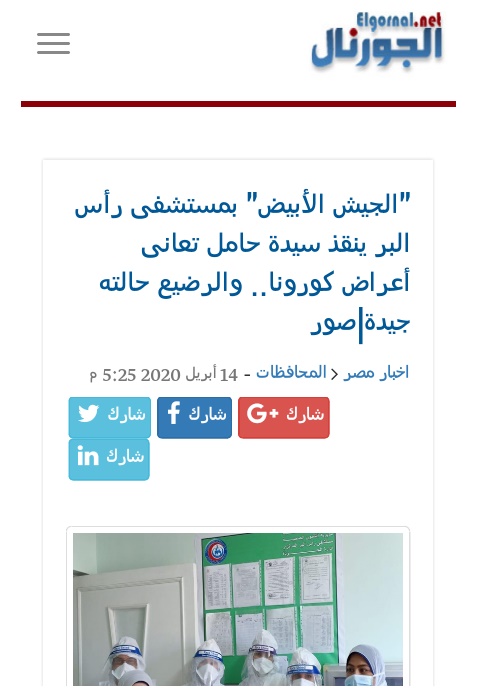 Elgornal.net
الجورنال
"الجيش الأبيض" بمستشفى رأس
البر ينقذ سيدة حامل تعانى
أعراض كورونا.. والرضيع حالته
جيدة|صور
اخبار مصر > المحافظات - 14 أبريل 2020 5:25 م
شارك G+ شارك f شارك
شارك in